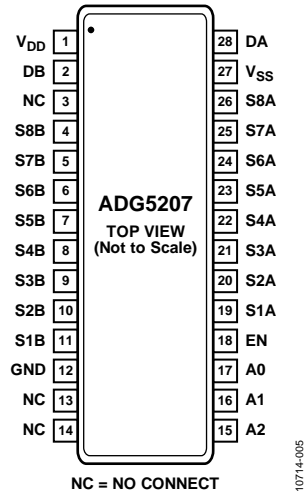 VDD 1
DB 2
NC 3
S8B 4
S7B 5
S6B 6
S5B 7
S4B 8
S3B 9
S2B 10
S1B 11
GND 12
NC 13
NC 14
ADG5207
TOP VIEW
(Not to Scale)
28 DA
27 VSS
26 S8A
25 S7A
24 S6A
23 S5A
22 S4A
21 S3A
20 S2A
19 S1A
18 EN
17 A0
16 A1
15 A2
NC = NO CONNECT
10714-005